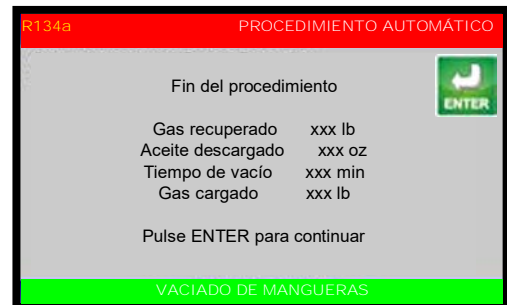 R134a PROCEDIMIENTO AUTOMÁTICO
Fin del procedimiento
ENTER
Gas recuperado xxx lb
Aceite descargado xxx oz
Tiempo de vacío xxx min
Gas cargado xxx lb
Pulse ENTER para continuar
VACIADO DE MANGUERAS